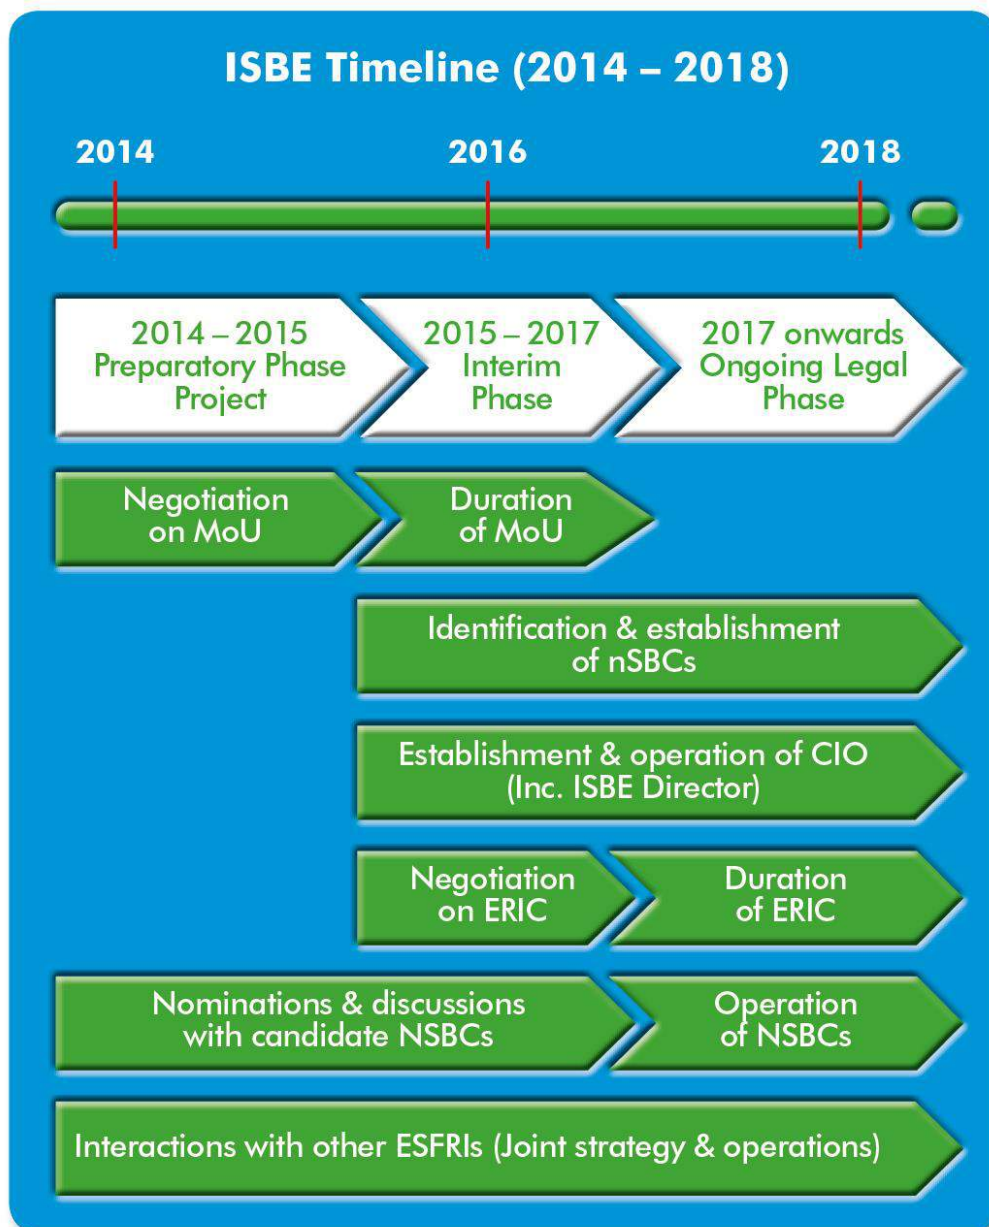 ISBE Timeline (2014 – 2018)
2014 2016 2018
2014 – 2015
Preparatory Phase
Project
2015 – 2017
Interim
Phase
2017 onwards
Ongoing Legal
Phase
Negotiation
on MoU
Duration
of MoU
Identification & establishment
of nSBCs
Establishment & operation of CIO
(Inc. ISBE Director)
Negotiation
on ERIC
Duration
of ERIC
Nominations & discussions
with candidate NSBCs
Operation
of NSBCs
Interactions with other ESFRIs (Joint strategy & operations)